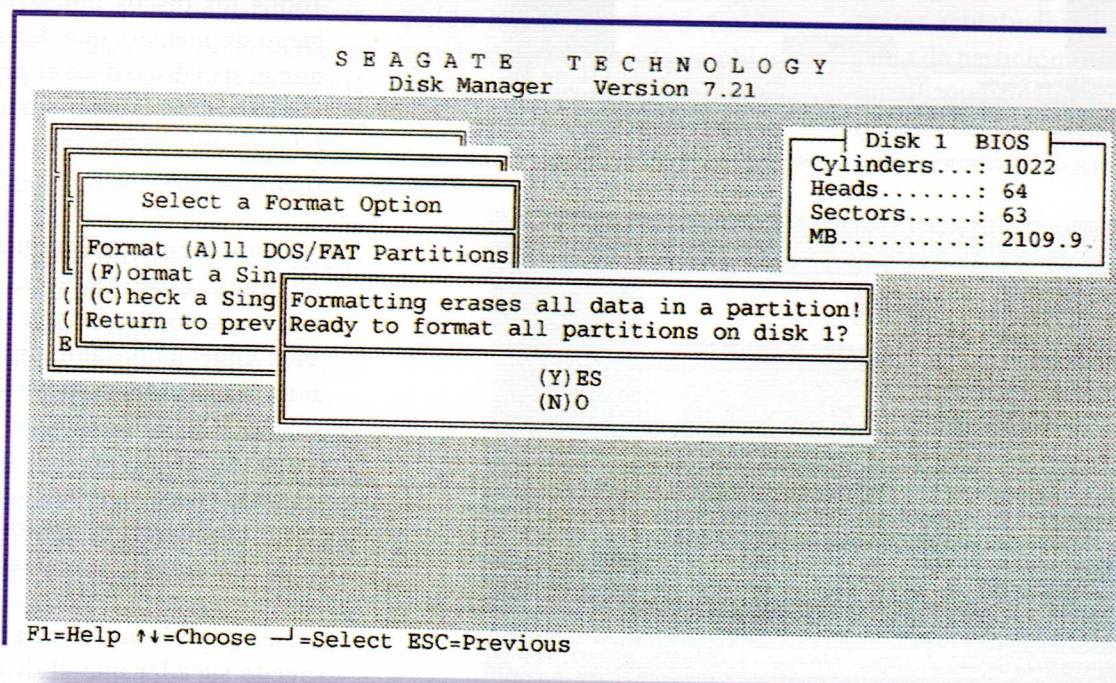 SEAGATE TECHNOLOGY
Disk Manager Version 7.21
Disk 1 BIOS
Cylinders...: 1022
Heads.......: 64
Sectors.....: 63
MB..........: 2109.9
Select a Format Option
Format (A)ll DOS/FAT Partitions
(F)ormat a Sin
(C)heck a Sing
Return to prev
(
(
E
Formatting erases all data in a partition!
Ready to format all partitions on disk 1?
(Y)ES
(N)O
F1=Help ↑↓=Choose ─┘=Select ESC=Previous